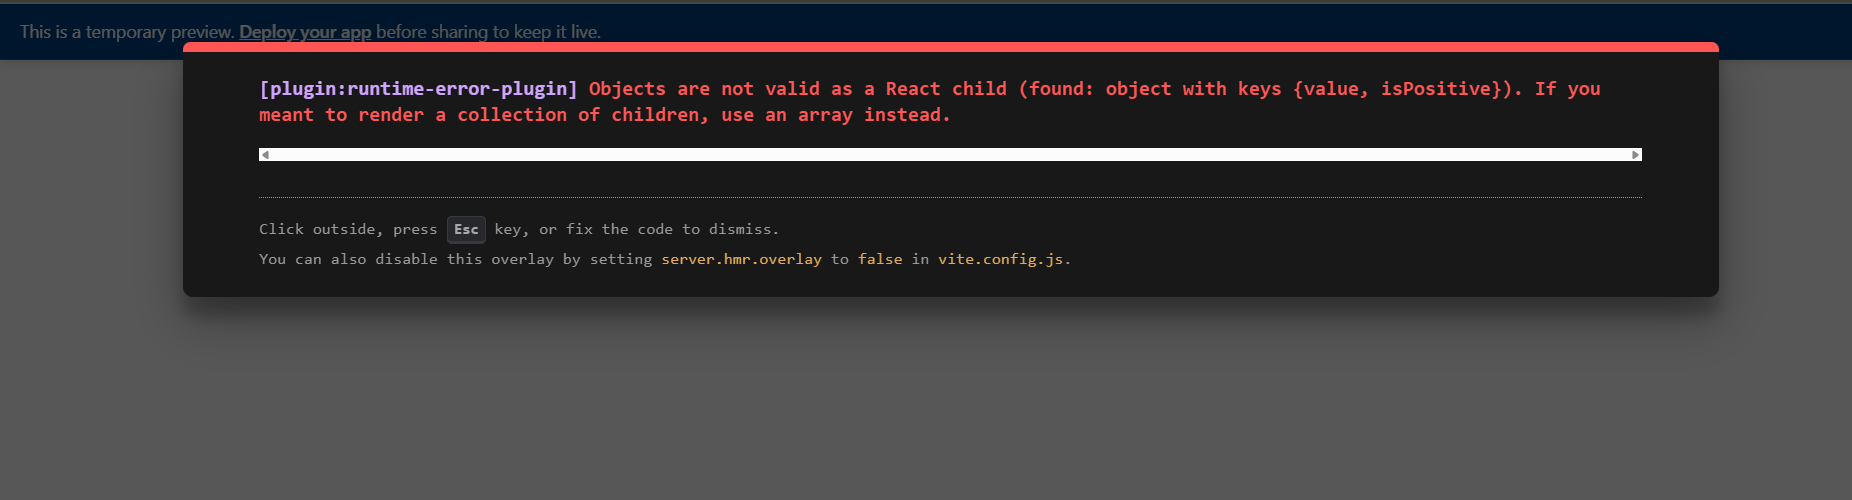 This is a temporary preview. Deploy your app before sharing to keep it live.
[plugin:runtime-error-plugin] Objects are not valid as a React child (found: object with keys {value, isPositive}). If you
meant to render a collection of children, use an array instead.
Click outside, press Esc key, or fix the code to dismiss.
You can also disable this overlay by setting server.hmr.overlay to false in vite.config.js.